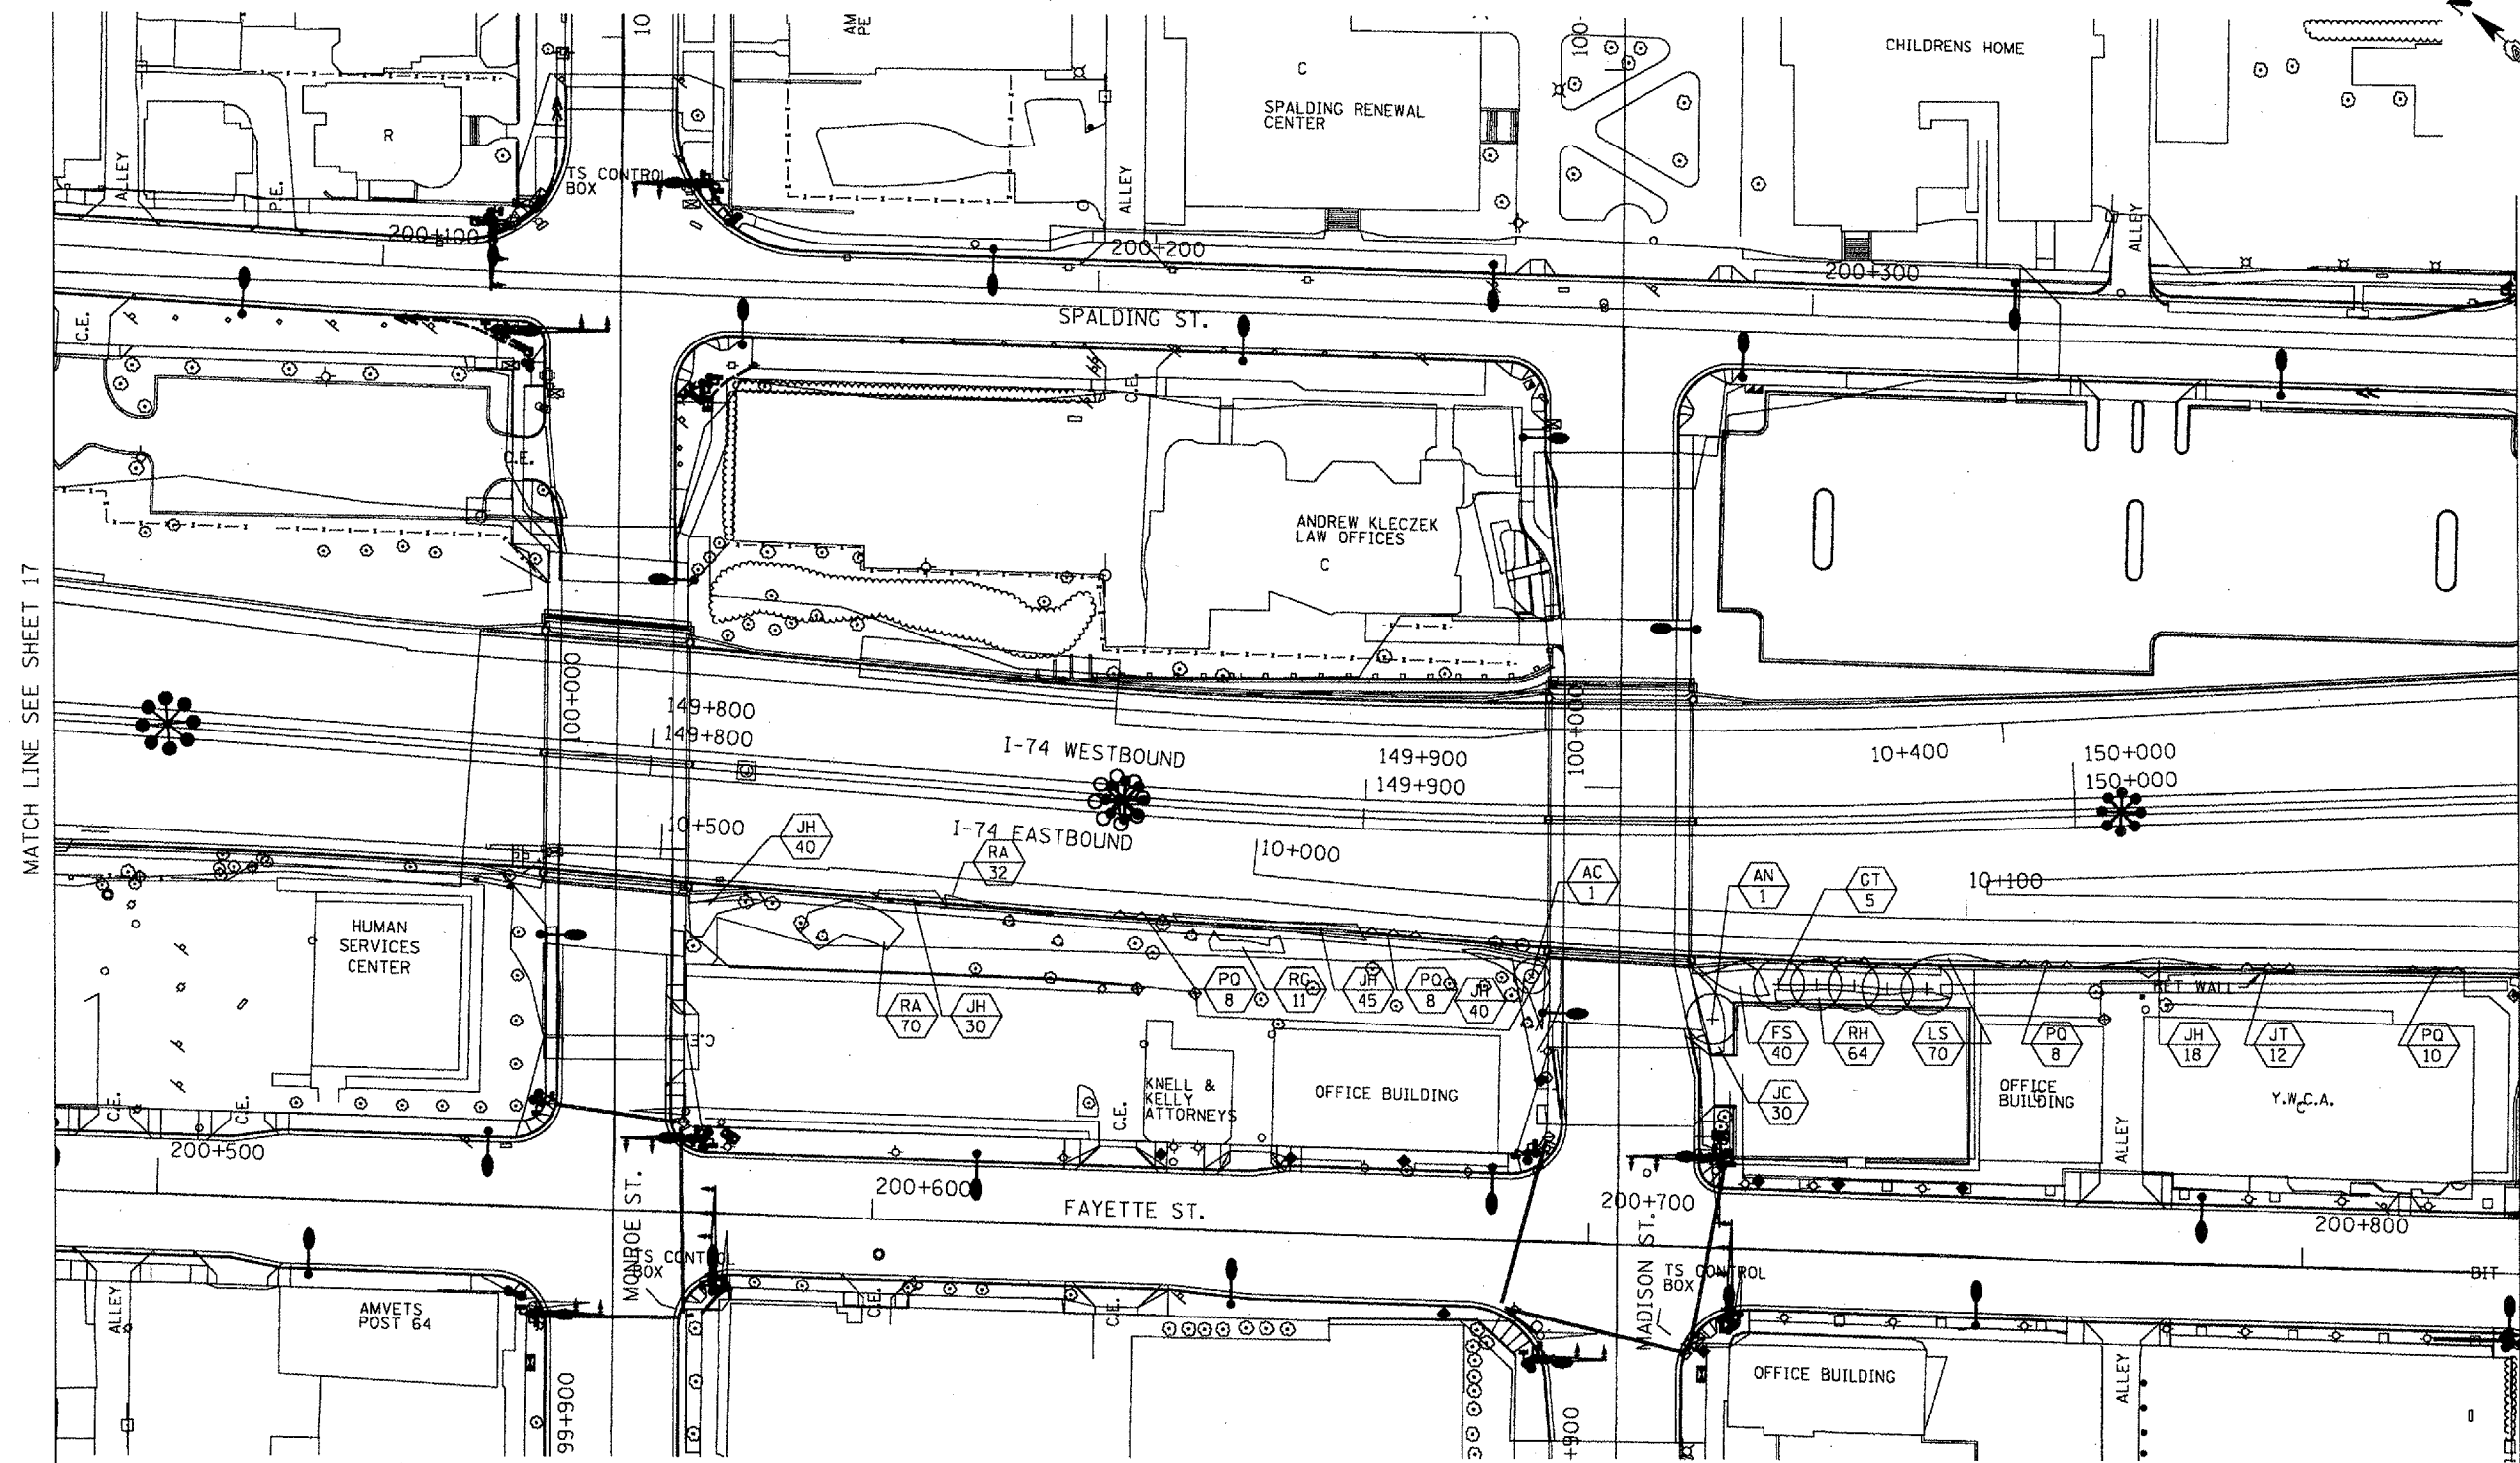 CHILDRENS HOME
C
SPALDING RENEWAL
CENTER
R
ALLEY
P.E.
TS CONTROL
BOX
ALLEY
ALLEY
200+100
200+200
200+300
C.E.
SPALDING ST.
C.E.
C.E.
ANDREW KLECZEK
LAW OFFICES
C
MATCH LINE SEE SHEET 17
100+000
149+800
149+800
I-74 WESTBOUND
149+900
149+900
100+000
10+400
150+000
150+000
10+500
JH
40
I-74 EASTBOUND
RA
32
10+000
AC
1
AN
1
GT
5
10+100
HUMAN
SERVICES
CENTER
PQ
8
RG
11
JH
45
PQ
8
JH
40
RET WALL
RA
70
JH
30
FS
40
RH
64
LS
70
PQ
8
JH
18
JT
12
PQ
10
C.E.
KNELL &
KELLY
ATTORNEYS
OFFICE BUILDING
JC
30
OFFICE
BUILDING
C
Y.W.C.A.
C
C.E.
C.E.
C.E.
ALLEY
200+500
200+600
FAYETTE ST.
200+700
200+800
MONROE ST.
TS CONTROL
BOX
MADISON ST.
TS CONTROL
BOX
BIT
ALLEY
AMVETS
POST 64
C.E.
C.E.
OFFICE BUILDING
ALLEY
99+900
+900